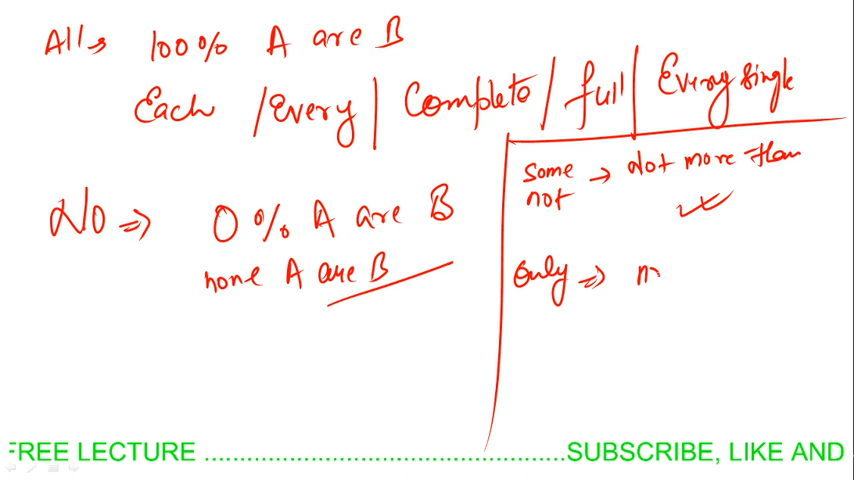 All → 100% A are B
Each / Every | Complete / full | Every single
NO ⇒ 0% A are B
none A are B
Some not → Not more than
Only ⇒
FREE LECTURE ...................................................SUBSCRIBE, LIKE AND